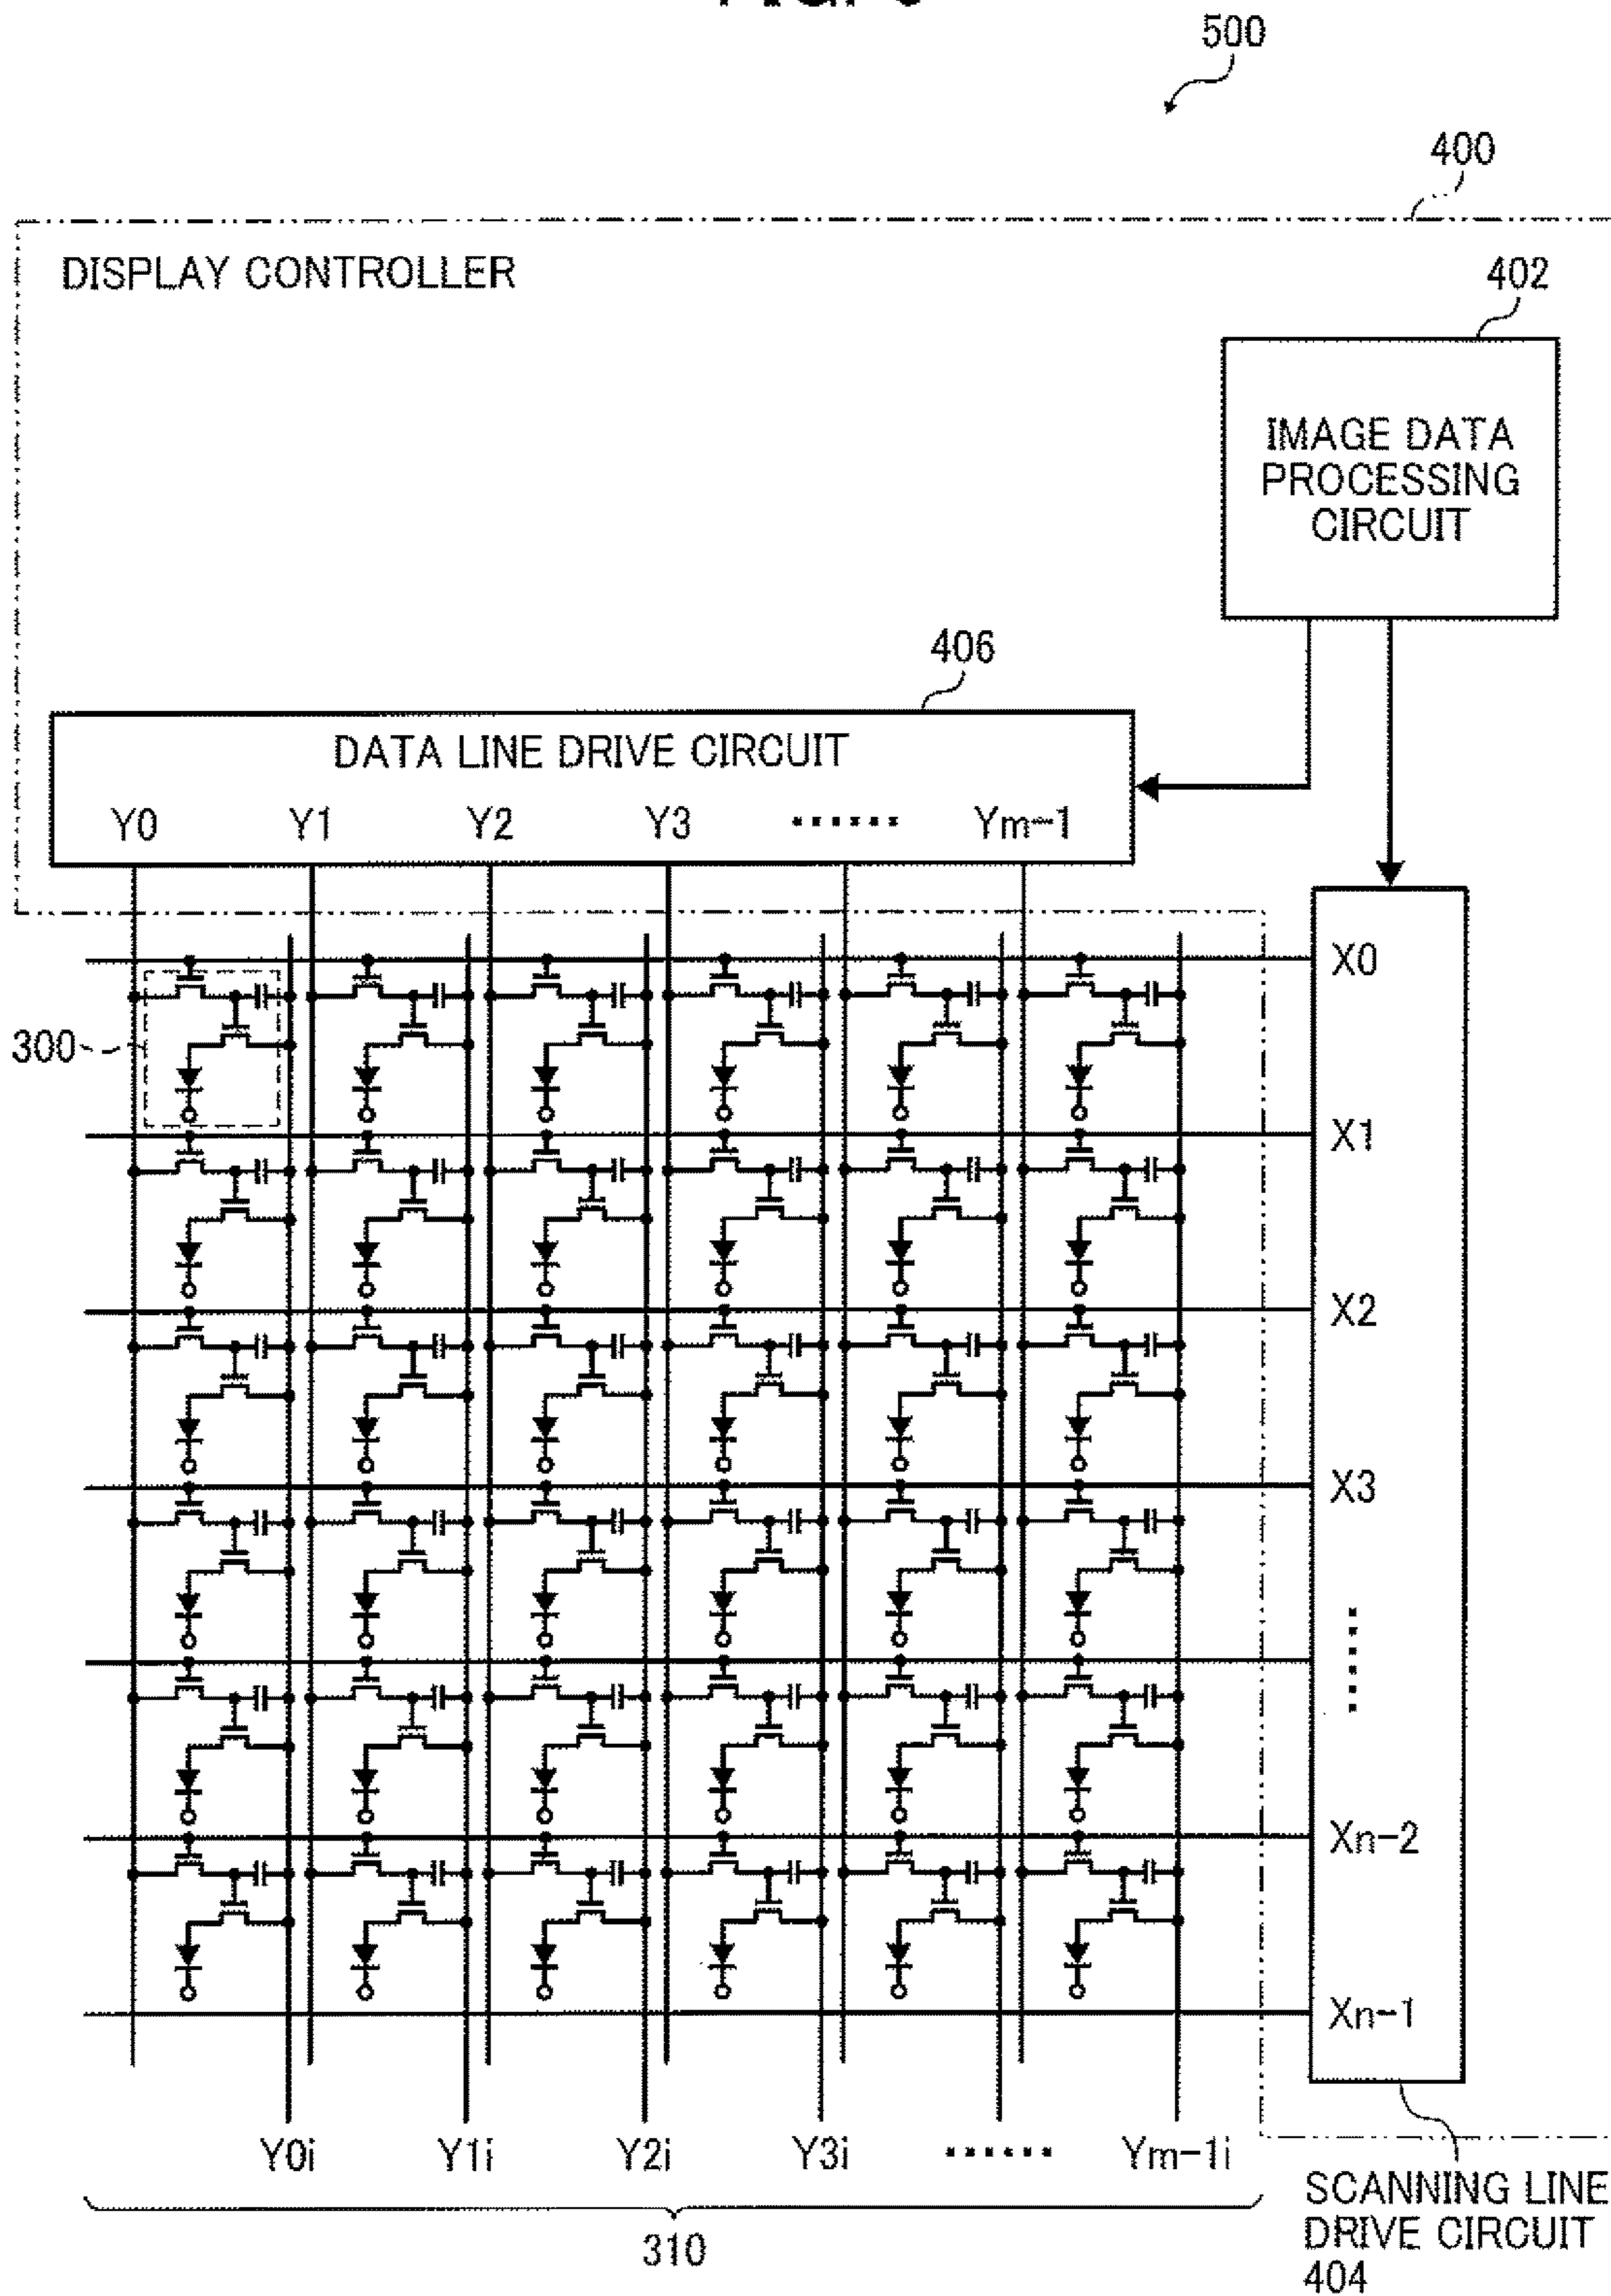 500
400
DISPLAY CONTROLLER
402
IMAGE DATA
PROCESSING
CIRCUIT
406
DATA LINE DRIVE CIRCUIT
Y0 Y1 Y2 Y3 ...... Ym-1
X0
300
X1
X2
X3
Xn-2
Xn-1
Y0i Y1i Y2i Y3i ...... Ym-1i
310
SCANNING LINE
DRIVE CIRCUIT
404